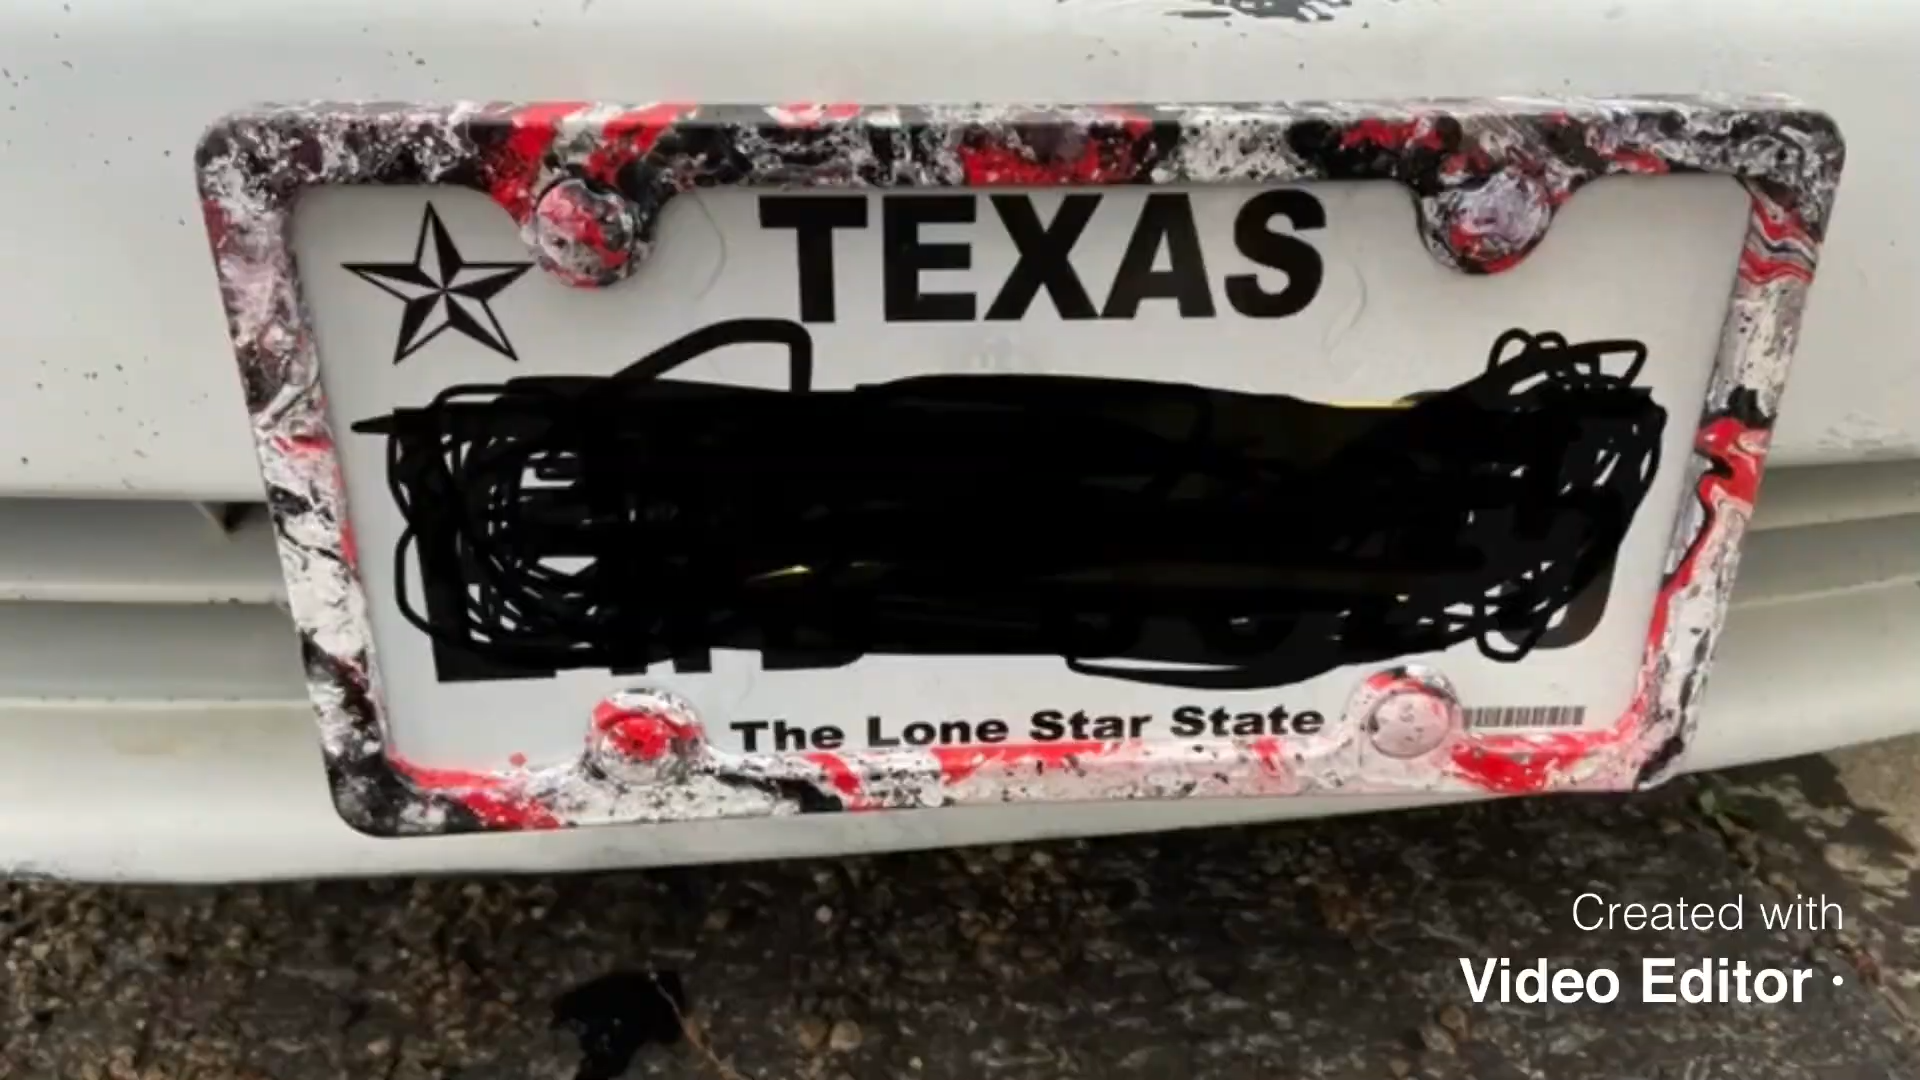 TEXAS
The Lone Star State
Created with
Video Editor ·